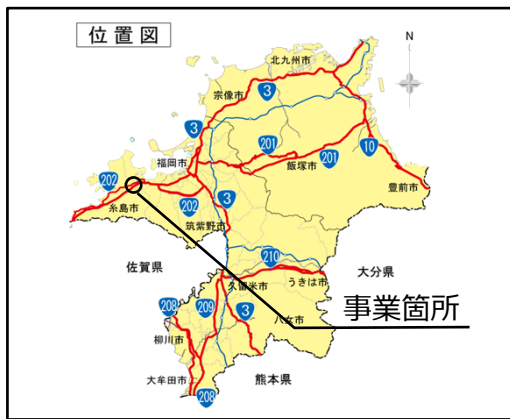 位置図
N
北九州市
宗像市
3
3
201
201
飯塚市
10
福岡市
202
糸島市
202
3
筑紫野市
豊前市
佐賀県
210
大分県
久留米市
うきは市
208
209
3
八女市
事業箇所
柳川市
大牟田市
熊本県
208